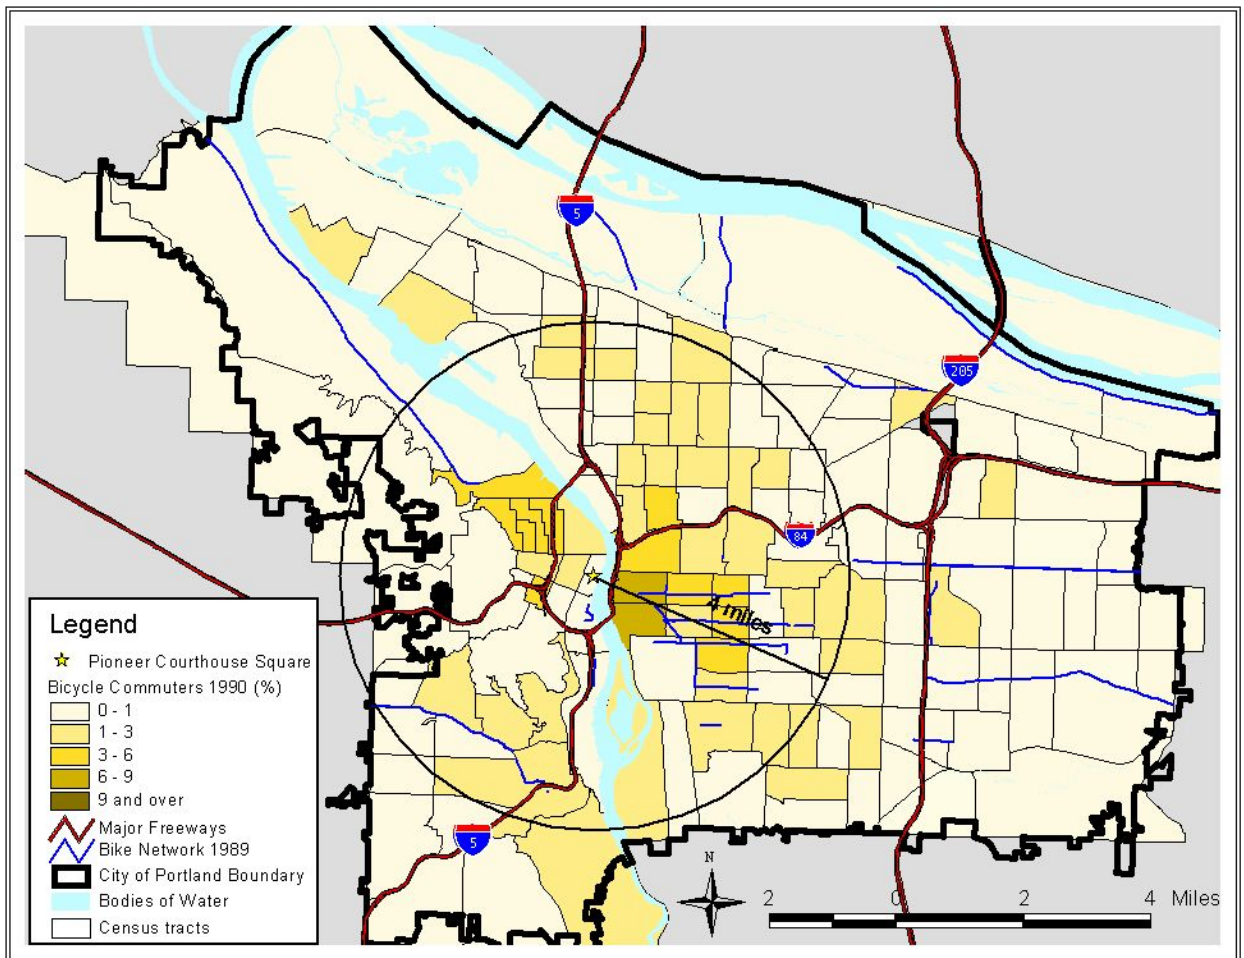 5
205
84
4 miles
Legend
Pioneer Courthouse Square
Bicycle Commuters 1990 (%)
0 - 1
1 - 3
3 - 6
6 - 9
9 and over
Major Freeways
Bike Network 1989
City of Portland Boundary
Bodies of Water
Census tracts
5
N
2 0 2 4 Miles